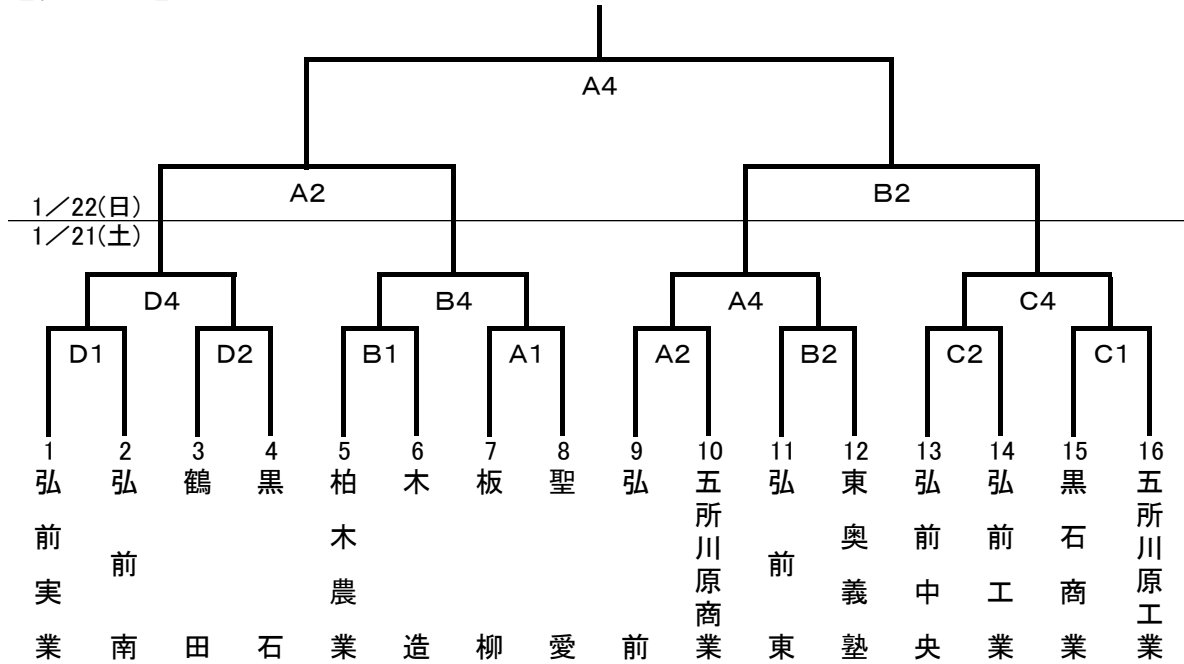 A4
A2
B2
1／22(日)
1／21(土)
D4
B4
A4
C4
D1
D2
B1
A1
A2
B2
C2
C1
1
2
3
4
5
6
7
8
9
10
11
12
13
14
15
16
弘前実業
弘前南
鶴田
黒石
柏木農業
木造
板柳
聖愛
弘前
五所川原商業
弘前東
東奥義塾
弘前中央
弘前工業
黒石商業
五所川原工業